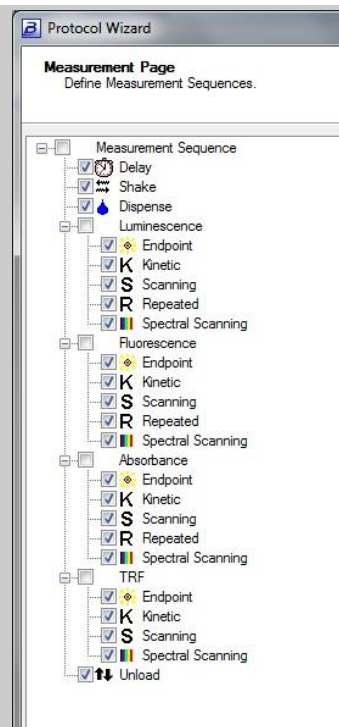 Protocol Wizard
Measurement Page
Define Measurement Sequences.
Measurement Sequence
Delay
Shake
Dispense
Luminescence
Endpoint
K Kinetic
S Scanning
R Repeated
Spectral Scanning
Fluorescence
Endpoint
K Kinetic
S Scanning
R Repeated
Spectral Scanning
Absorbance
Endpoint
K Kinetic
S Scanning
R Repeated
Spectral Scanning
TRF
Endpoint
K Kinetic
S Scanning
Spectral Scanning
Unload